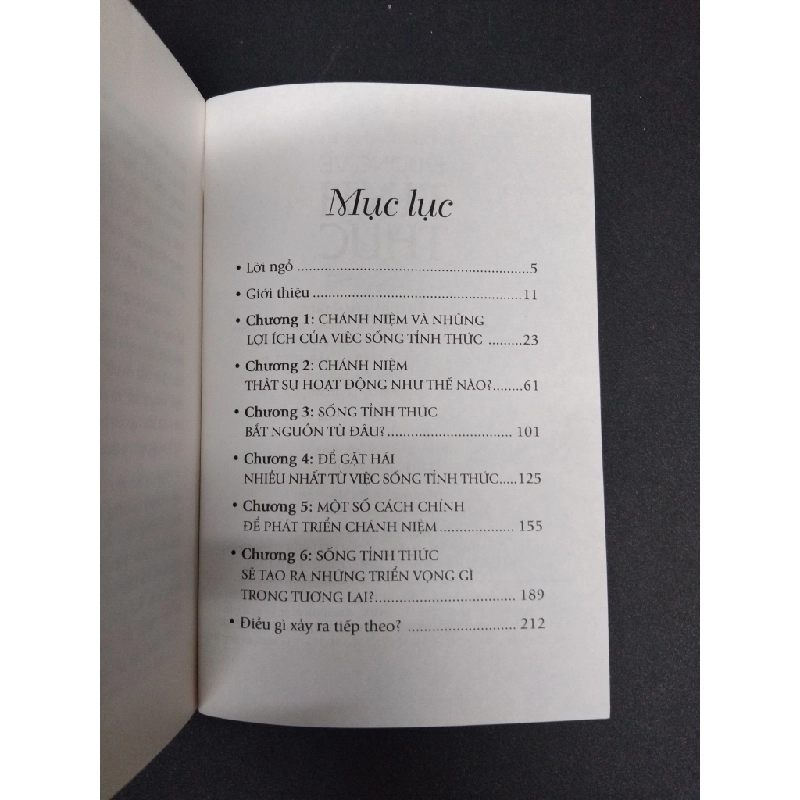 Mục lục
• Lời ngỏ ........................................................5
• Giới thiệu ...................................................11
• Chương 1: CHÁNH NIỆM VÀ NHỮNG
LỢI ÍCH CỦA VIỆC SỐNG TỈNH THỨC .........23
• Chương 2: CHÁNH NIỆM
THẬT SỰ HOẠT ĐỘNG NHƯ THẾ NÀO?.......61
• Chương 3: SỐNG TỈNH THỨC
BẮT NGUỒN TỪ ĐÂU?.............................. 101
• Chương 4: ĐỂ GẶT HÁI
NHIỀU NHẤT TỪ VIỆC SỐNG TỈNH THỨC.....125
• Chương 5: MỘT SỐ CÁCH CHÍNH
ĐỂ PHÁT TRIỂN CHÁNH NIỆM .................. 155
• Chương 6: SỐNG TỈNH THỨC
SẼ TẠO RA NHỮNG TRIỂN VỌNG GÌ
TRONG TƯƠNG LAI?.................................. 189
• Điều gì xảy ra tiếp theo? .......................... 212